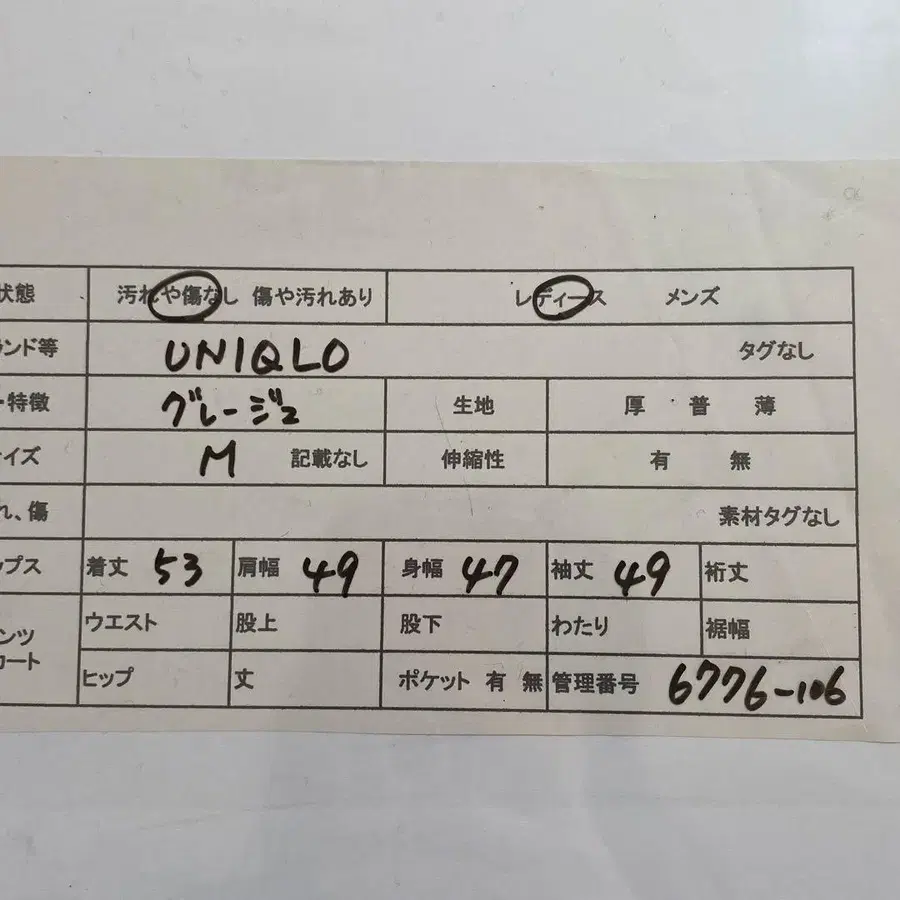 状態 汚れや傷なし 傷や汚れあり レディース メンズ
ランド等 UNIQLO タグなし
・特徴 グレージュ 生地 厚・普 薄
イズ M 記載なし 伸縮性 有 無
れ、傷 素材タグなし
ップス 着丈 53 肩幅 49 身幅 47 袖丈 49 裄丈
ンツ ウエスト 股上 股下 わたり 裾幅
カート ヒップ 丈 ポケット 有 無 管理番号 6776-106